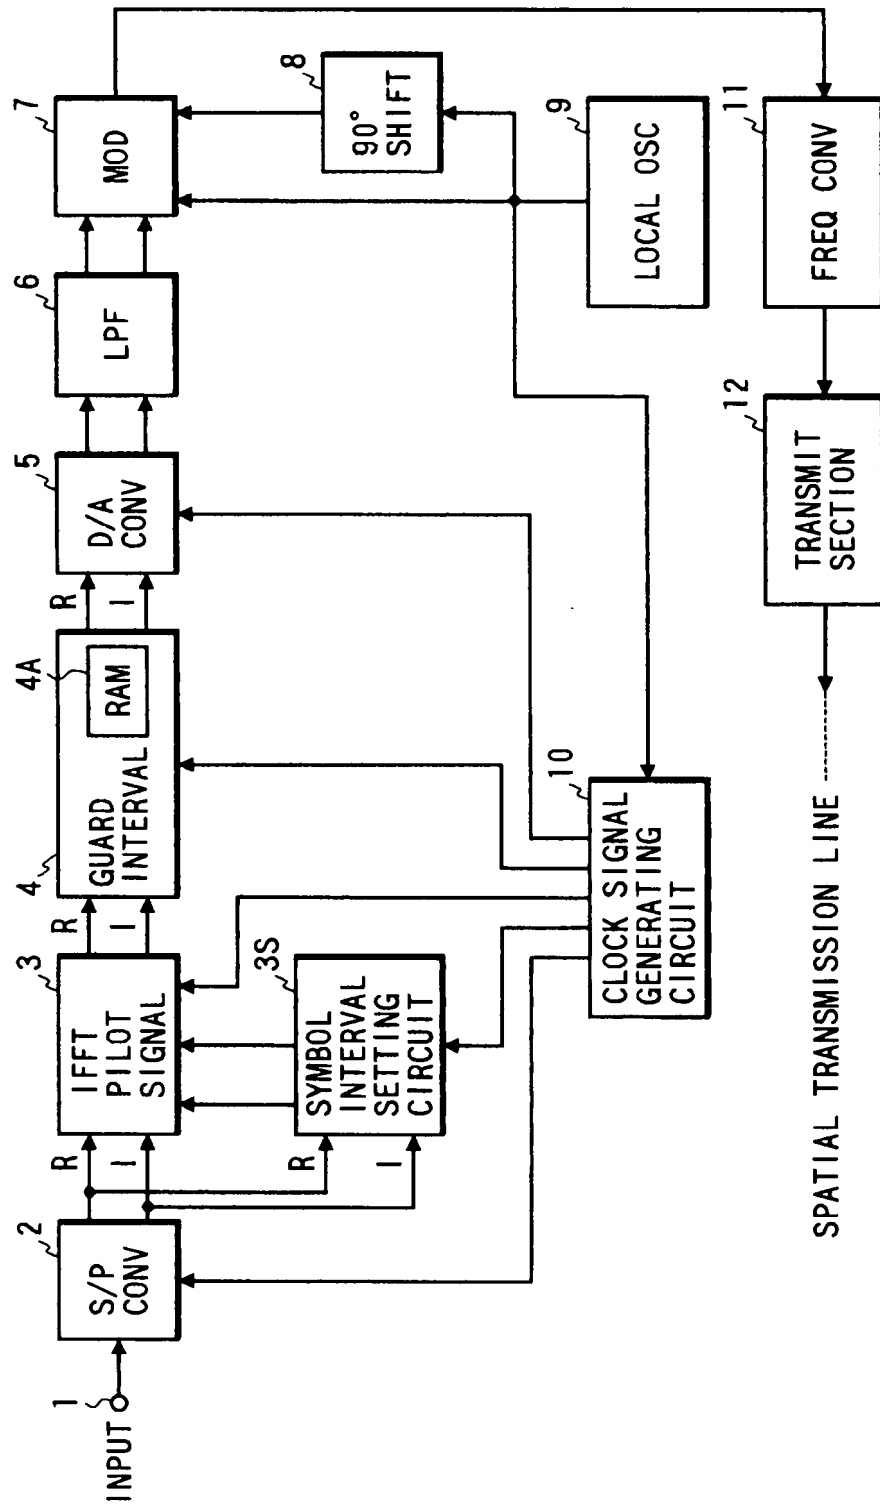 INPUT
1
2
S/P
CONV
R
I
3
IFFT
PILOT
SIGNAL
R
I
3S
SYMBOL
INTERVAL
SETTING
CIRCUIT
R
I
4
GUARD
INTERVAL
4A
RAM
R
I
5
D/A
CONV
6
LPF
7
MOD
8
90°
SHIFT
9
LOCAL OSC
10
CLOCK SIGNAL
GENERATING
CIRCUIT
11
FREQ CONV
12
TRANSMIT
SECTION
SPATIAL TRANSMISSION LINE